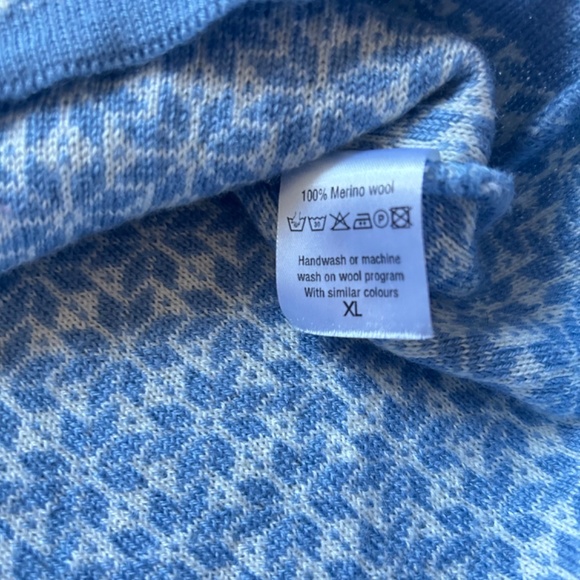 100% Merino wool
P
Handwash or machine
wash on wool program
With similar colours
XL